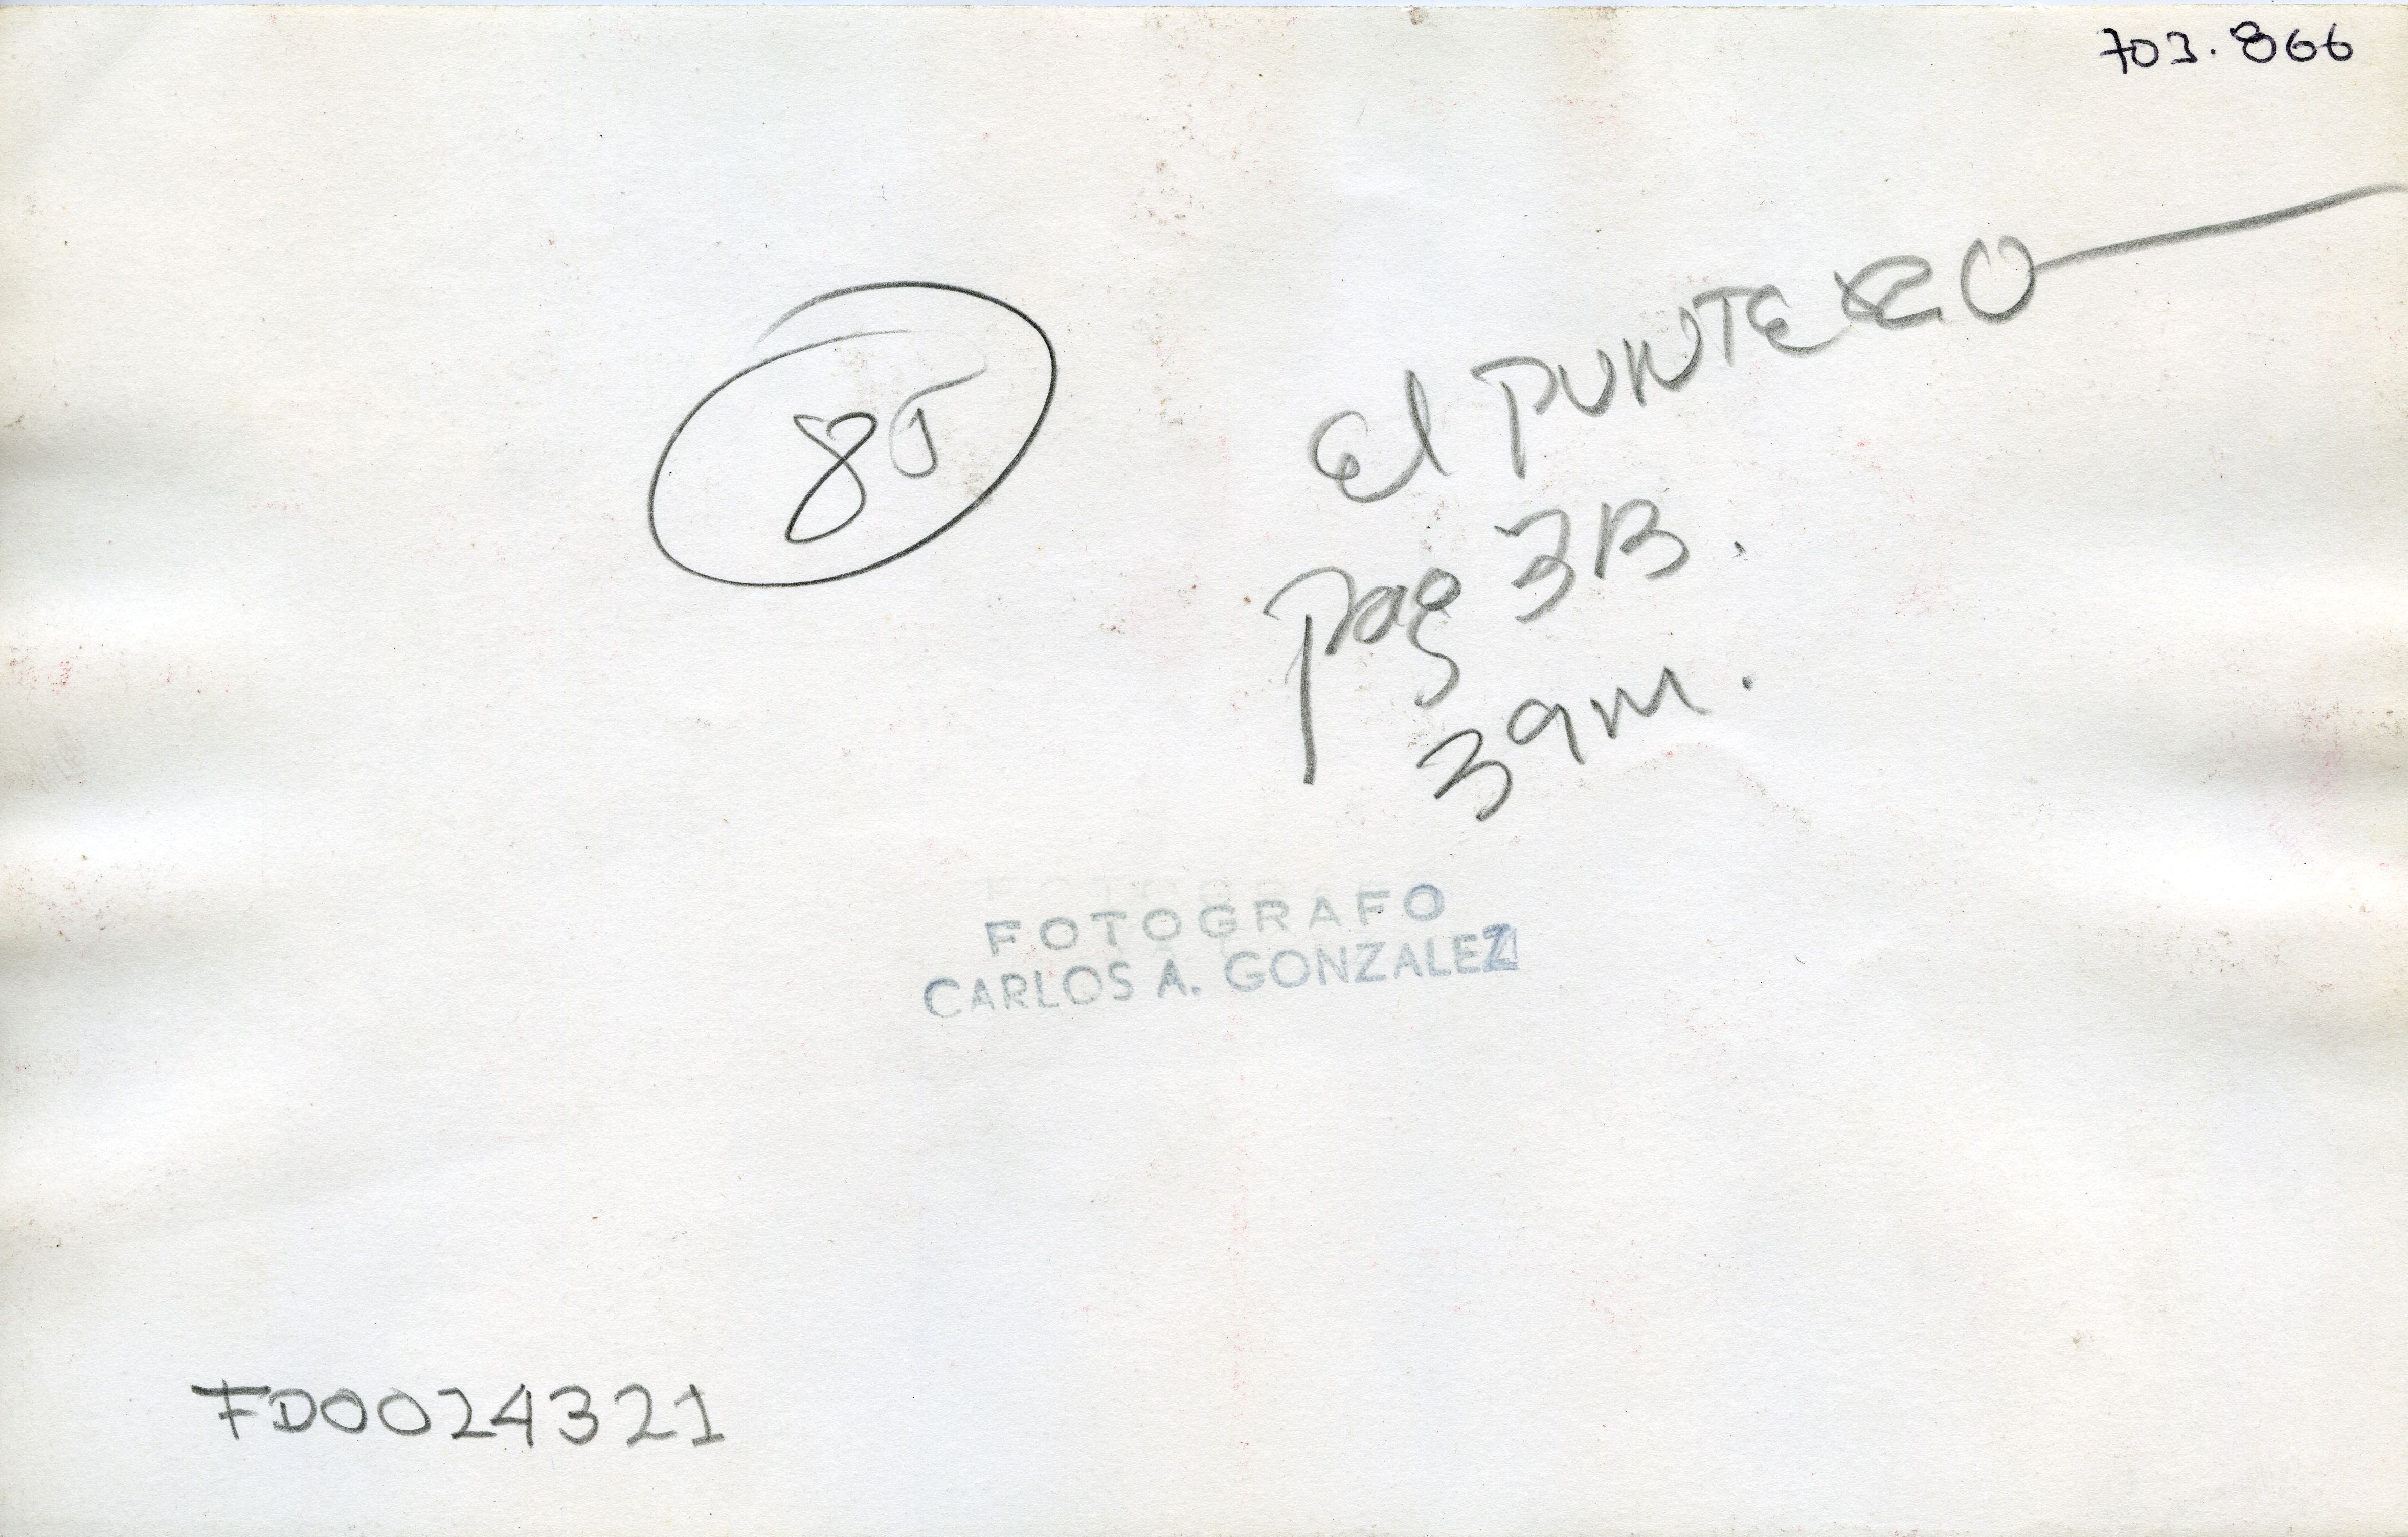 703.866
El PUNTERO
85
pag 3B.
39m.
FOTOGRAFO
CARLOS A. GONZALEZ
FD0024321